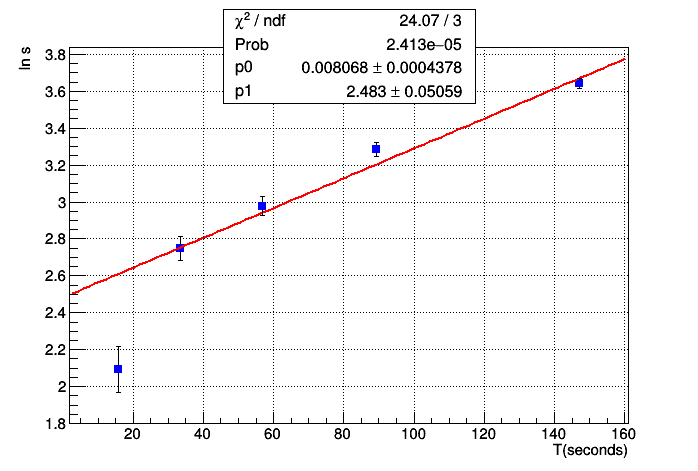 χ² / ndf 24.07 / 3
Prob 2.413e−05
p0 0.008068 ± 0.0004378
p1 2.483 ± 0.05059
ln s
3.8
3.6
3.4
3.2
3
2.8
2.6
2.4
2.2
2
1.8
20 40 60 80 100 120 140 160
T(seconds)